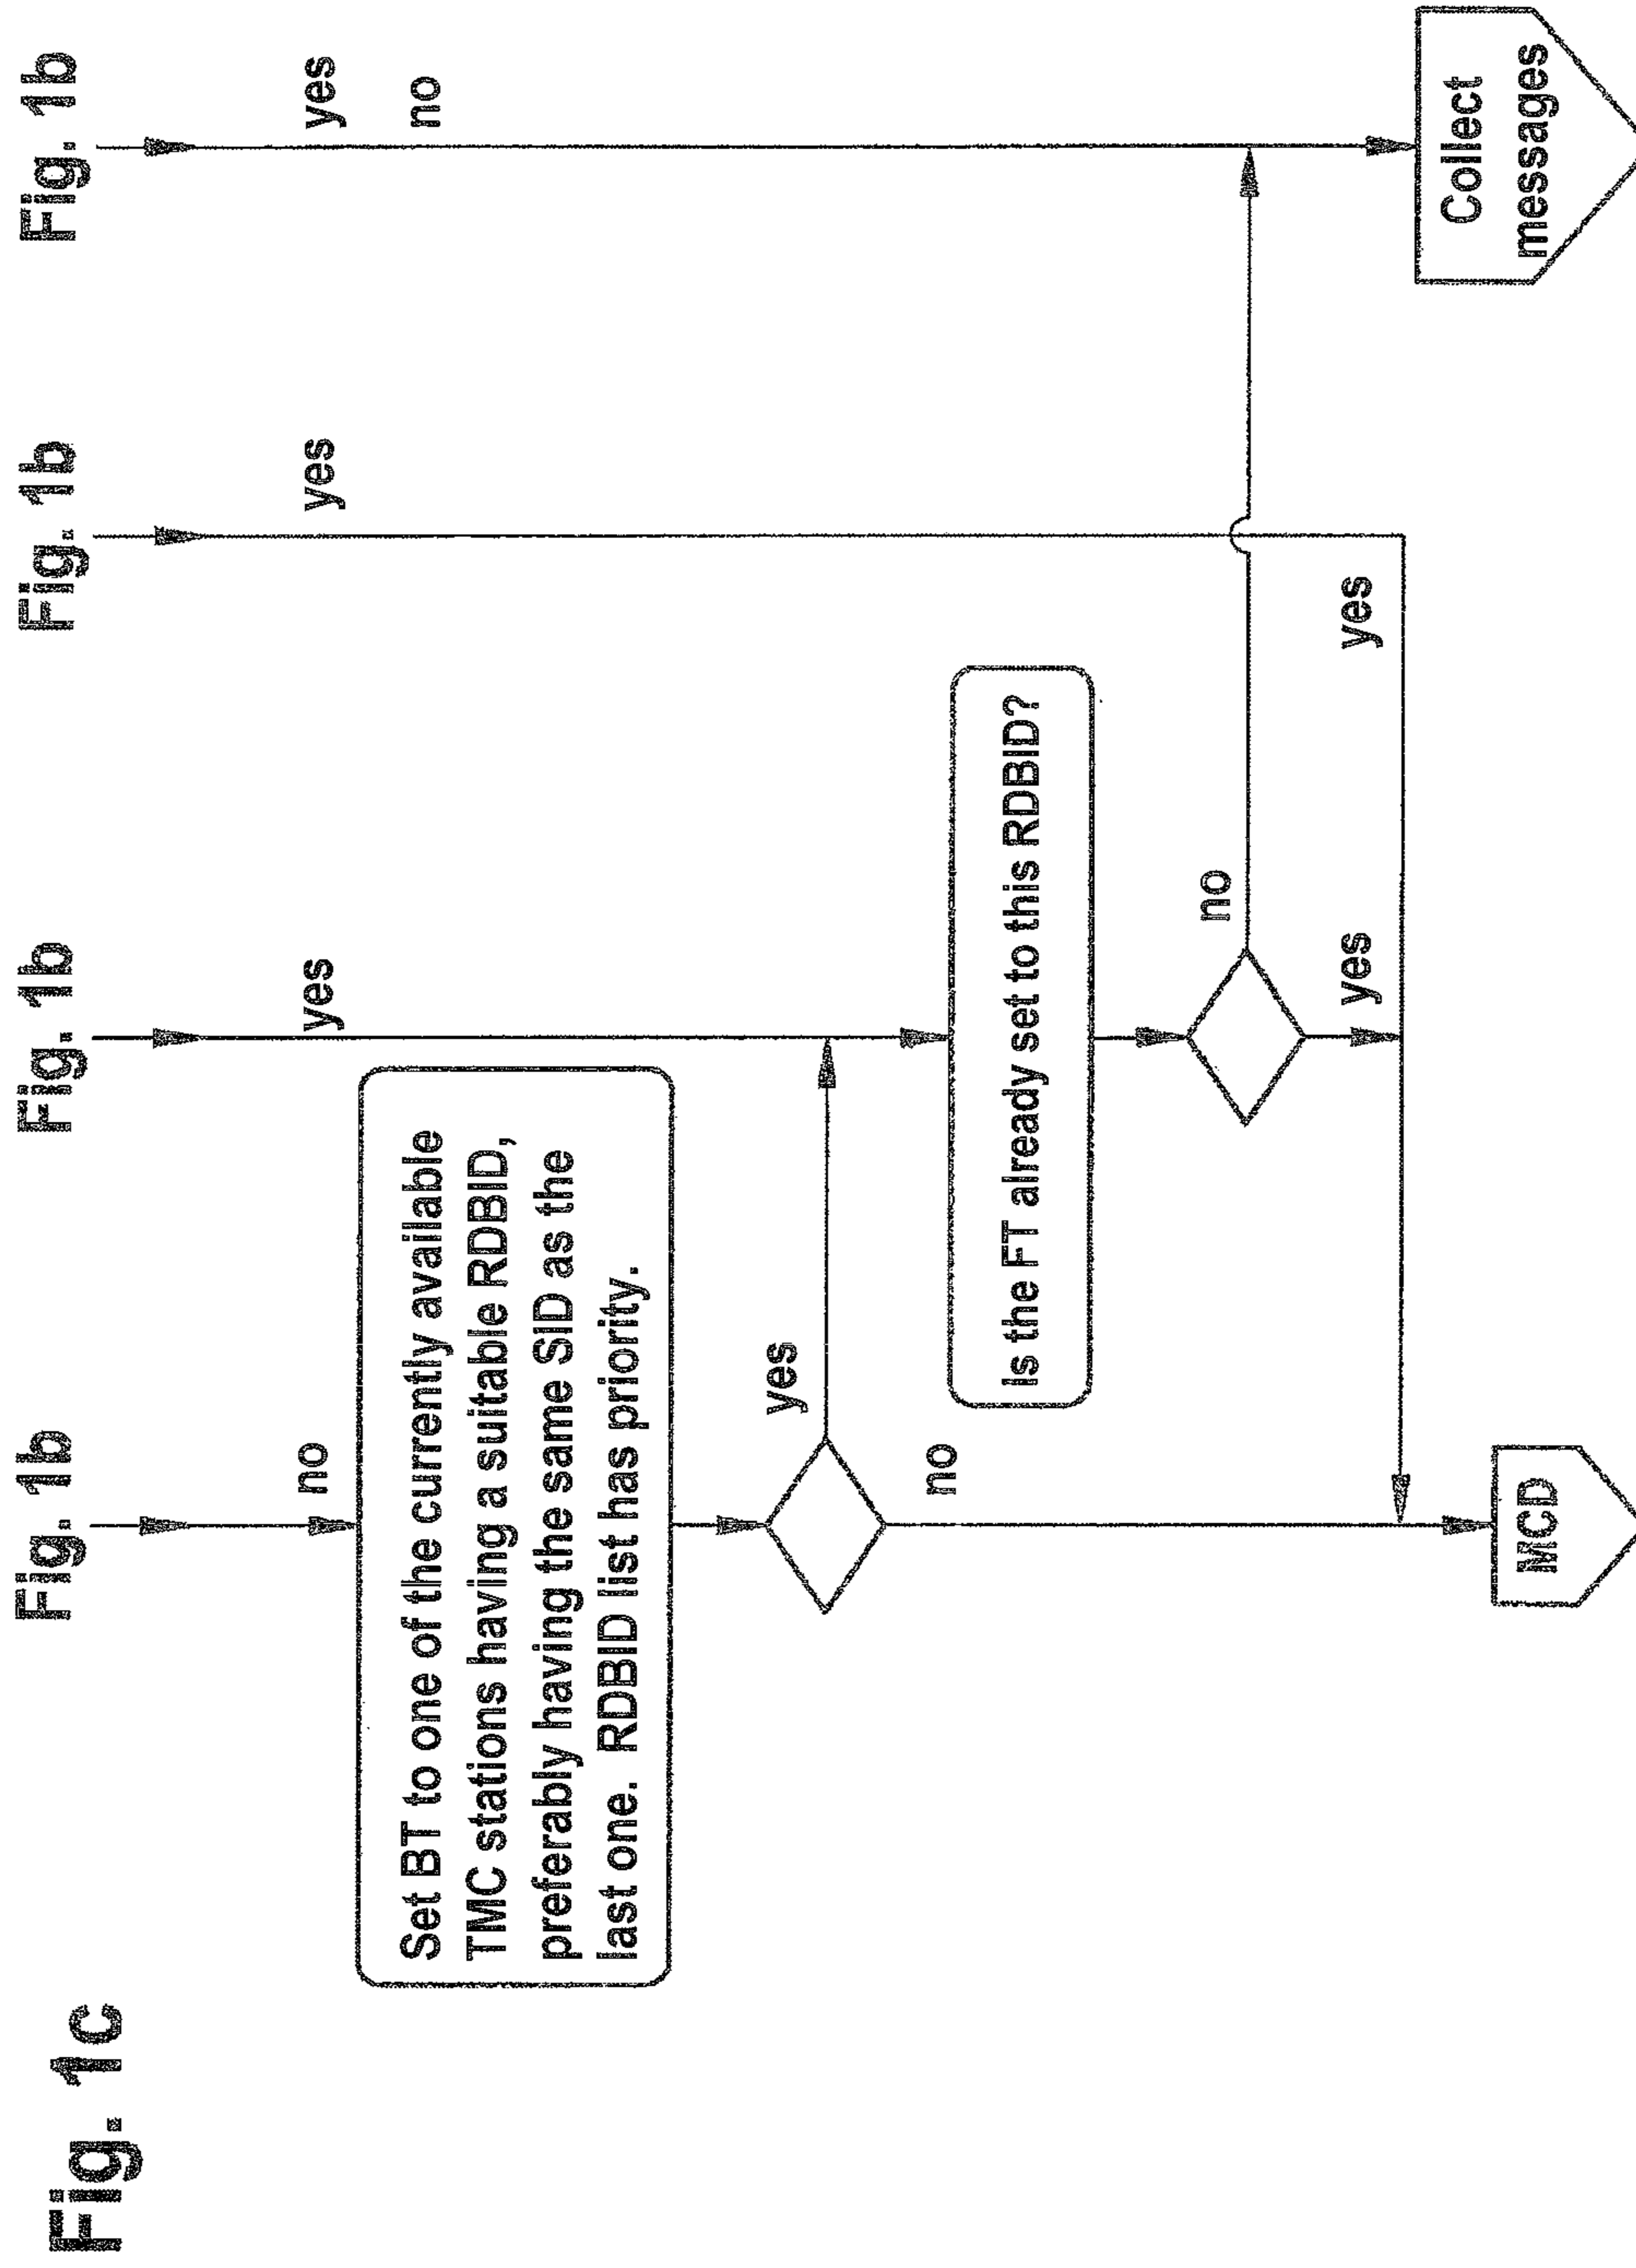 Fig. 1c
Fig. 1b
Fig. 1b
Fig. 1b
Fig. 1b
no
yes
yes
yes
no
Set BT to one of the currently available
TMC stations having a suitable RDBID,
preferably having the same SID as the
last one. RDBID list has priority.
yes
no
Is the FT already set to this RDBID?
no
yes
yes
MCD
Collect
messages